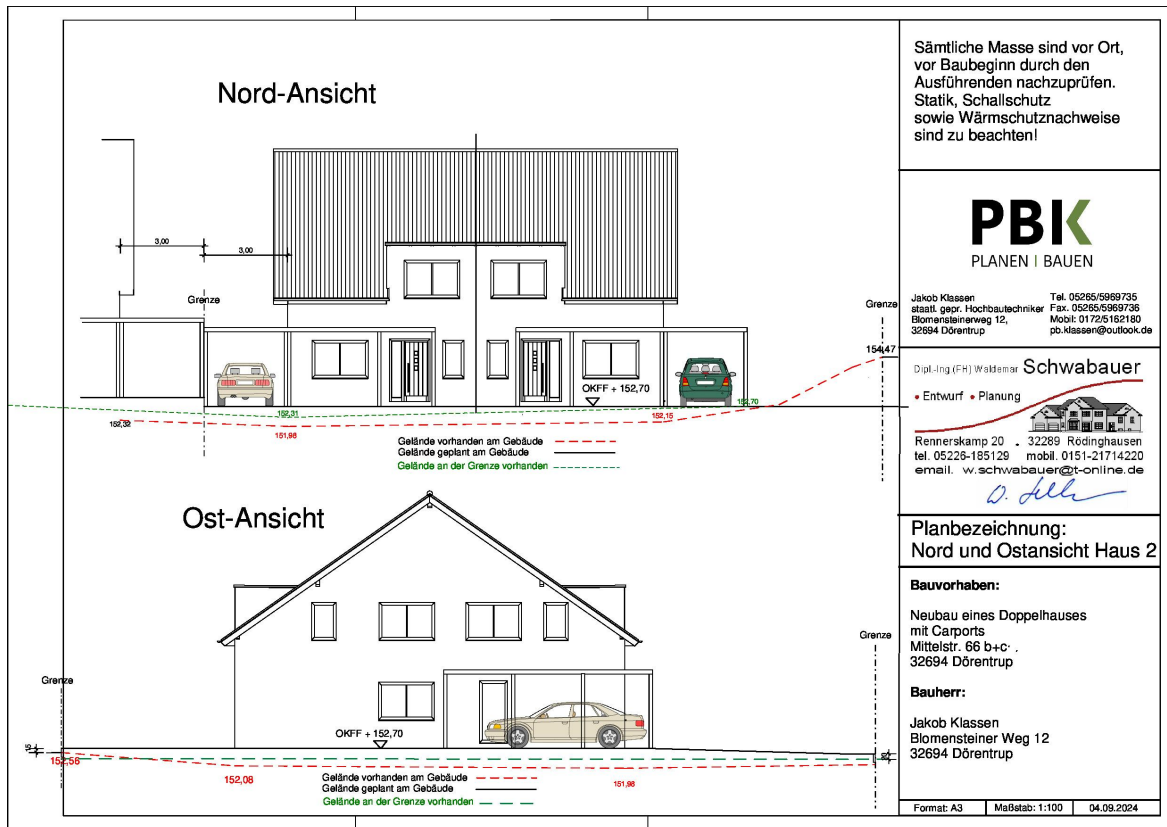 Nord-Ansicht
3,00
3,00
Grenze
Grenze
154,47
OKFF + 152,70
152,32
152,31
151,98
152,15
152,70
Gelände vorhanden am Gebäude
Gelände geplant am Gebäude
Gelände an der Grenze vorhanden
Ost-Ansicht
Grenze
Grenze
OKFF + 152,70
15
152,56
152,08
151,98
Gelände vorhanden am Gebäude
Gelände geplant am Gebäude
Gelände an der Grenze vorhanden
Sämtliche Masse sind vor Ort,
vor Baubeginn durch den
Ausführenden nachzuprüfen.
Statik, Schallschutz
sowie Wärmschutznachweise
sind zu beachten!
PBK
PLANEN | BAUEN
Jakob Klassen Tel. 05265/5969735
staatl. gepr. Hochbautechniker Fax. 05265/5969736
Blomensteinerweg 12, Mobil: 0172/5162180
32694 Dörentrup pb.klassen@outlook.de
Dipl.-Ing.(FH) Waldemar Schwabauer
• Entwurf • Planung
Rennerskamp 20 . 32289 Rödinghausen
tel. 05226-185129 mobil. 0151-21714220
email. w.schwabauer@t-online.de
Planbezeichnung:
Nord und Ostansicht Haus 2
Bauvorhaben:
Neubau eines Doppelhauses
mit Carports
Mittelstr. 66 b+c
32694 Dörentrup
Bauherr:
Jakob Klassen
Blomensteiner Weg 12
32694 Dörentrup
Format: A3 Maßstab: 1:100 04.09.2024